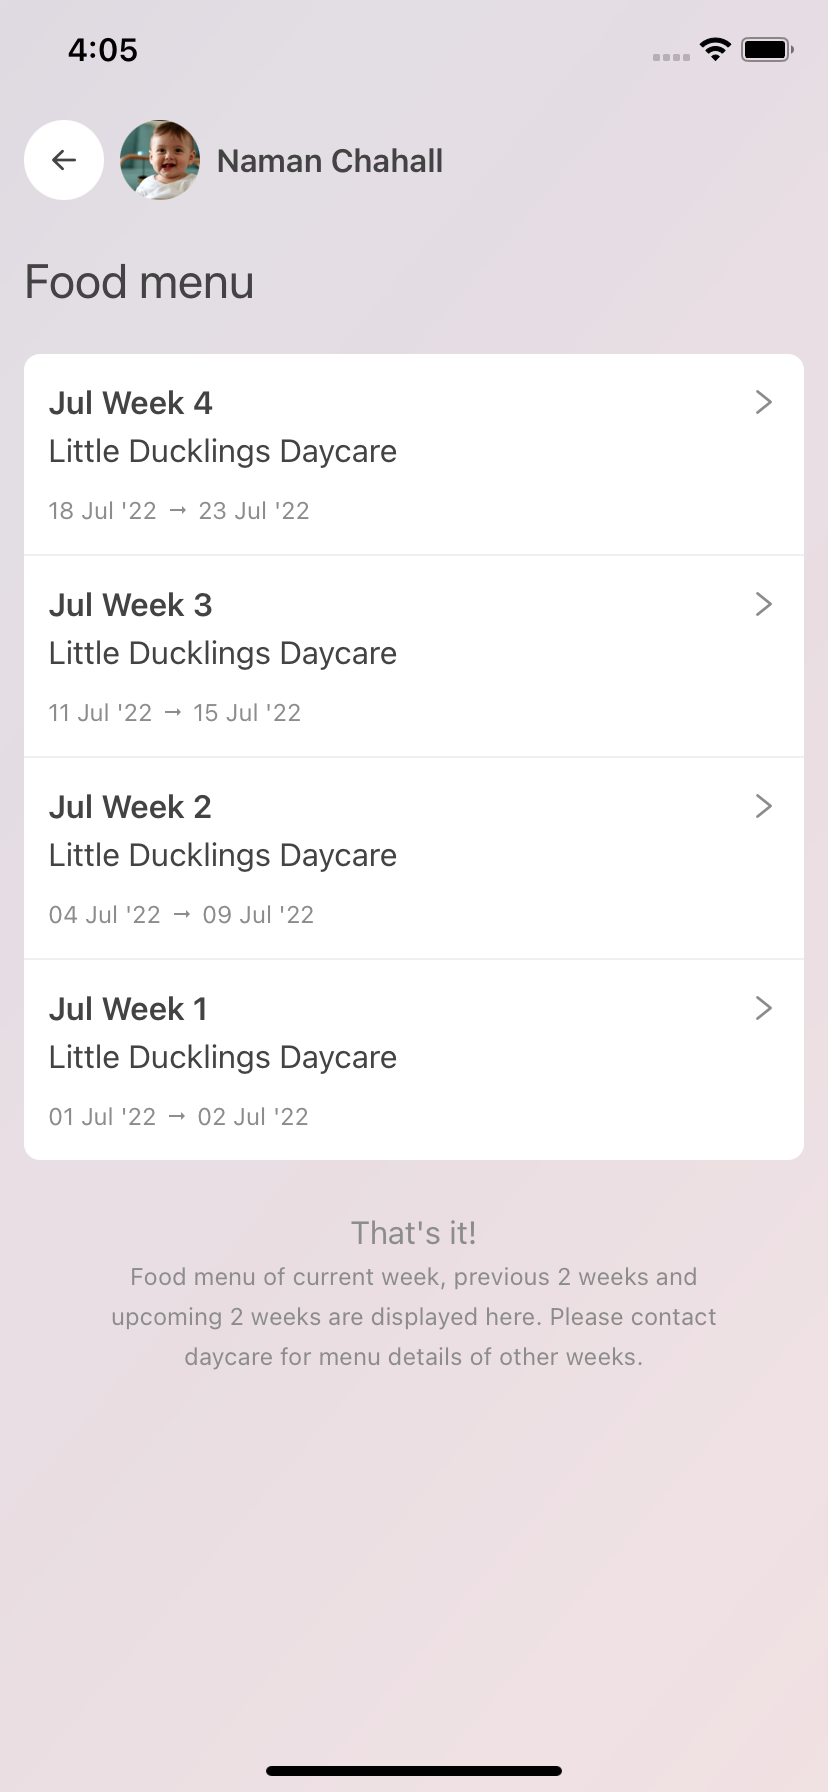 4:05
Naman Chahall
Food menu
Jul Week 4
Little Ducklings Daycare
18 Jul '22 → 23 Jul '22
Jul Week 3
Little Ducklings Daycare
11 Jul '22 → 15 Jul '22
Jul Week 2
Little Ducklings Daycare
04 Jul '22 → 09 Jul '22
Jul Week 1
Little Ducklings Daycare
01 Jul '22 → 02 Jul '22
That's it!
Food menu of current week, previous 2 weeks and
upcoming 2 weeks are displayed here. Please contact
daycare for menu details of other weeks.